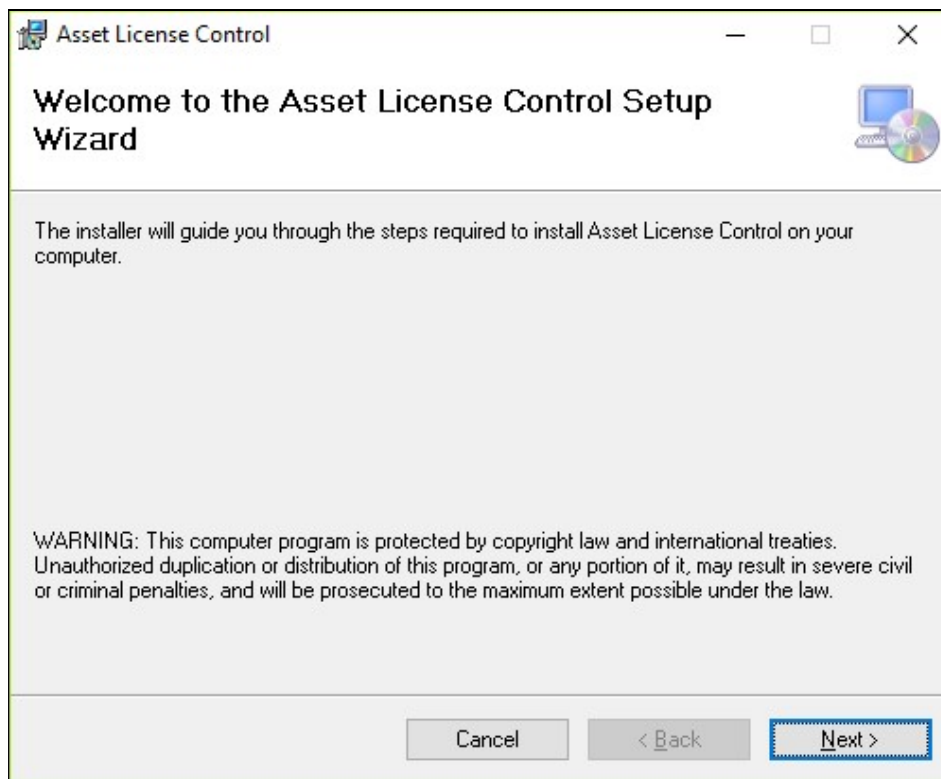 Asset License Control
Welcome to the Asset License Control Setup
Wizard
The installer will guide you through the steps required to install Asset License Control on your
computer.
WARNING: This computer program is protected by copyright law and international treaties.
Unauthorized duplication or distribution of this program, or any portion of it, may result in severe civil
or criminal penalties, and will be prosecuted to the maximum extent possible under the law.
Cancel
< Back
Next >